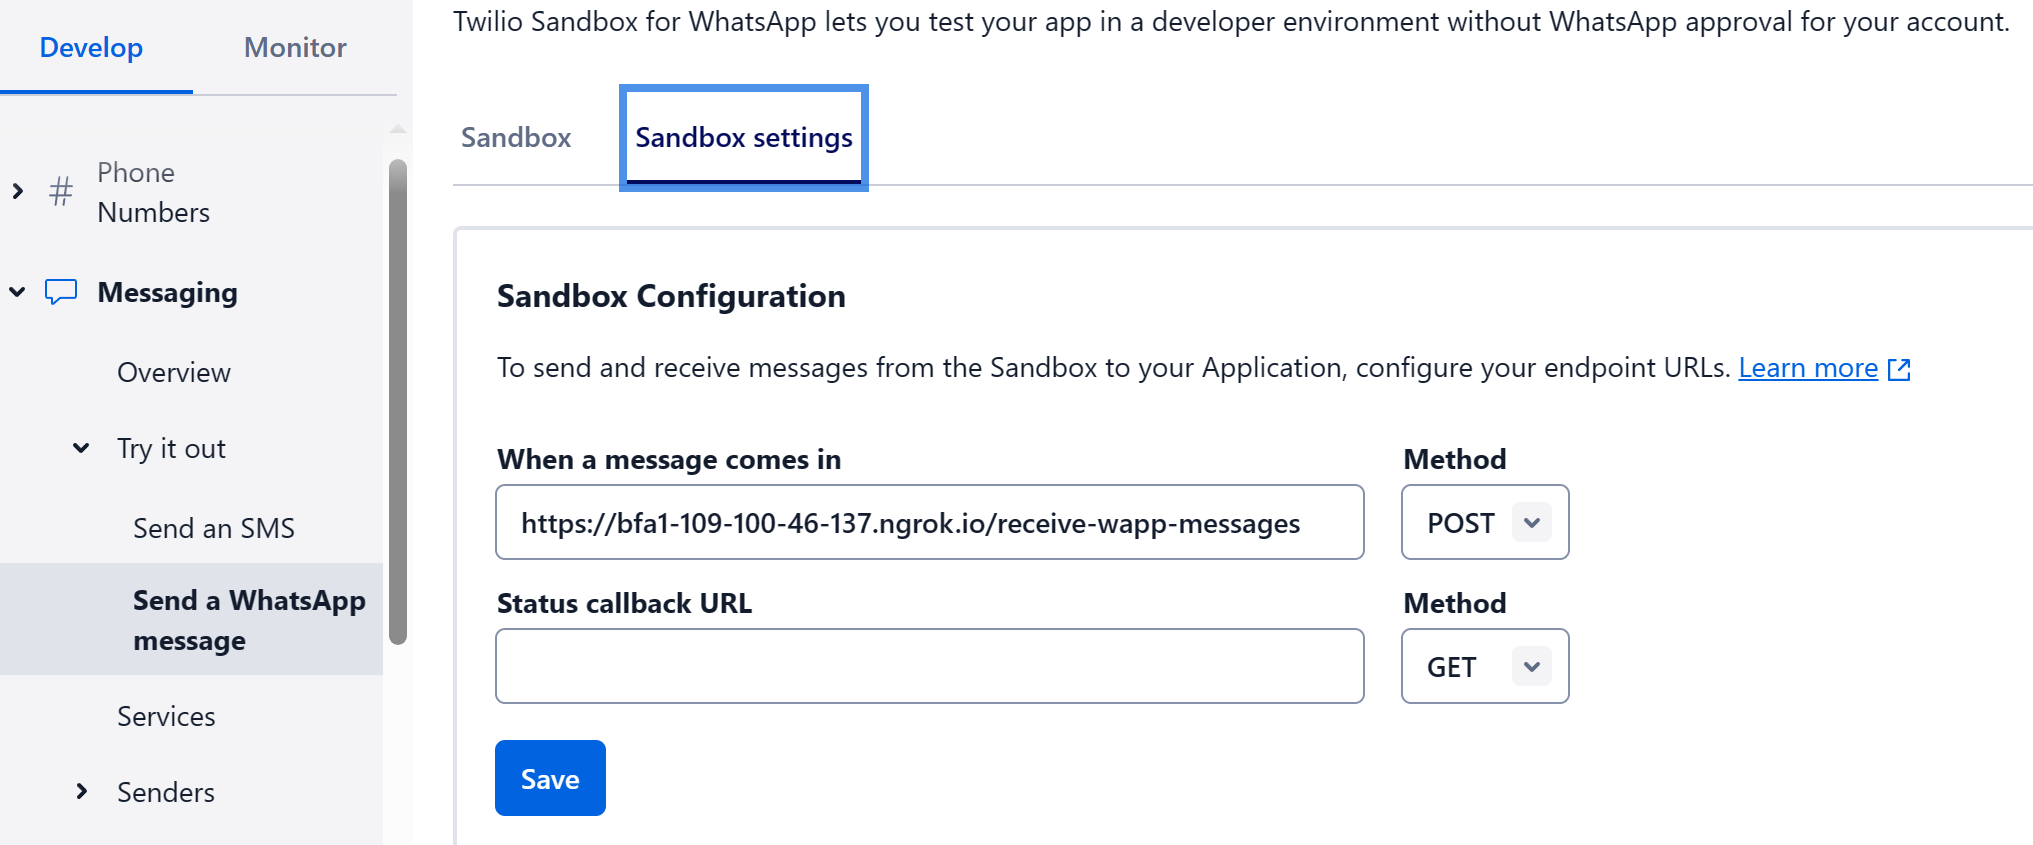 Develop
Monitor
Phone
Numbers
Messaging
Overview
Try it out
Send an SMS
Send a WhatsApp
message
Services
Senders
Twilio Sandbox for WhatsApp lets you test your app in a developer environment without WhatsApp approval for your account.
Sandbox
Sandbox settings
Sandbox Configuration
To send and receive messages from the Sandbox to your Application, configure your endpoint URLs. Learn more
When a message comes in
Method
https://bfa1-109-100-46-137.ngrok.io/receive-wapp-messages
POST
Status callback URL
Method
GET
Save